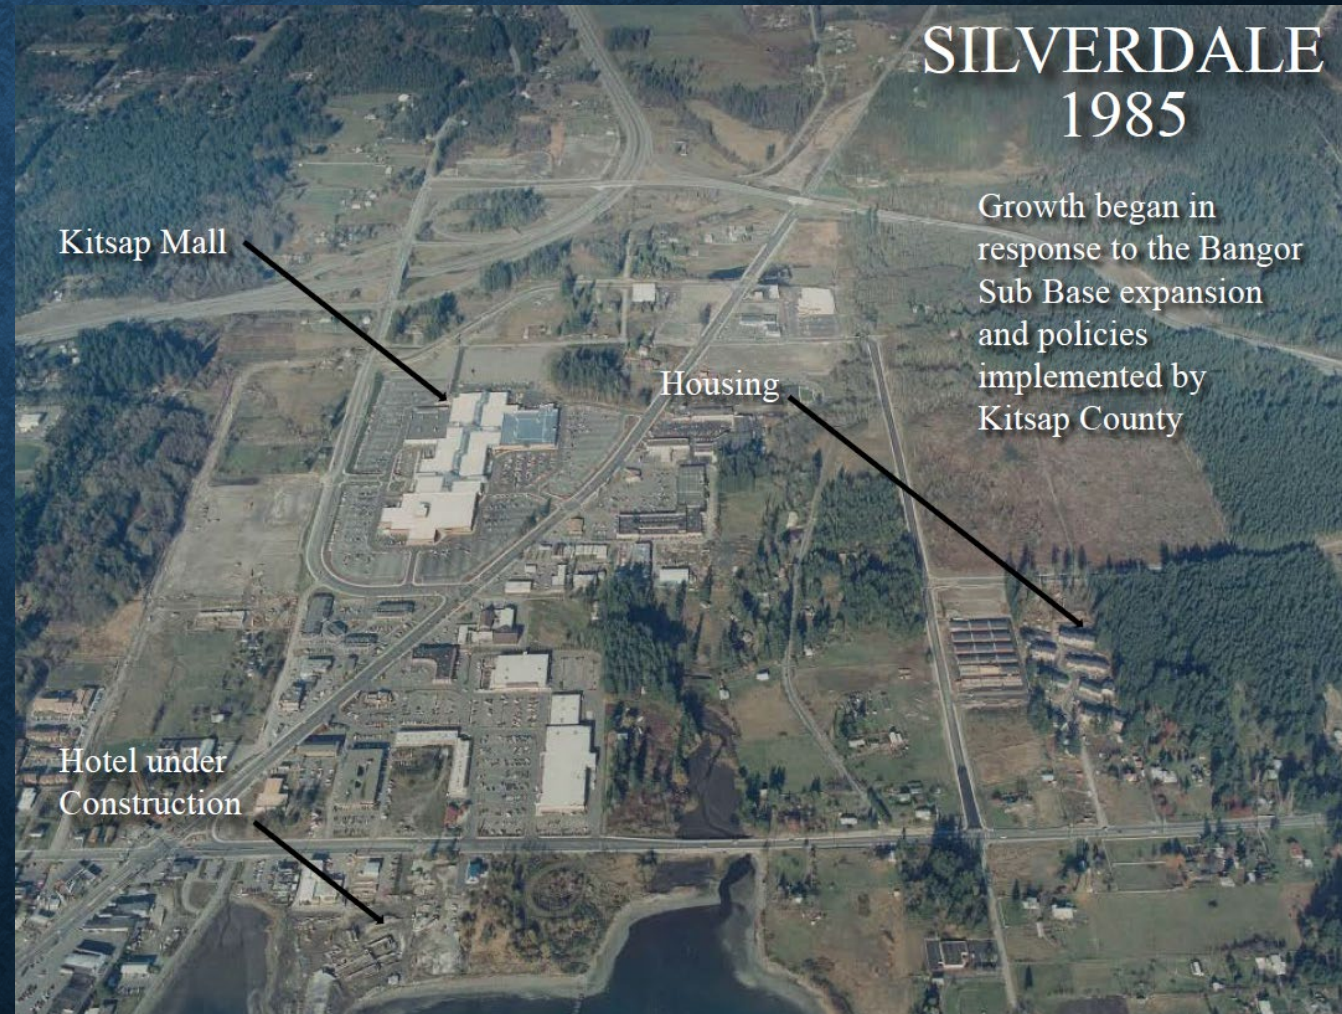 SILVERDALE
1985
Growth began in
response to the Bangor
Sub Base expansion
and policies
implemented by
Kitsap County
Kitsap Mall
Housing
Hotel under
Construction